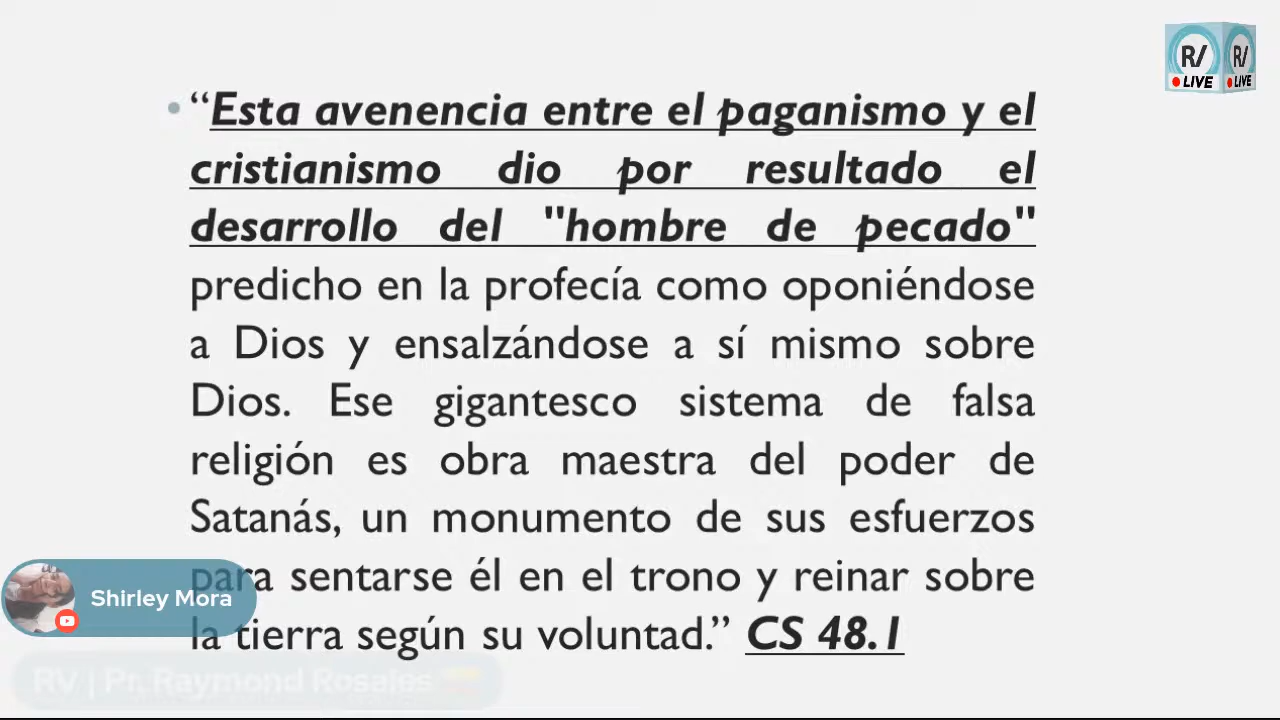 R/ R/
LIVE LIVE
• “Esta avenencia entre el paganismo y el
cristianismo dio por resultado el
desarrollo del "hombre de pecado"
predicho en la profecía como oponiéndose
a Dios y ensalzándose a sí mismo sobre
Dios. Ese gigantesco sistema de falsa
religión es obra maestra del poder de
Satanás, un monumento de sus esfuerzos
para sentarse él en el trono y reinar sobre
Shirley Mora
la tierra según su voluntad.” CS 48.1
RV | Pr. Raymond Rosales